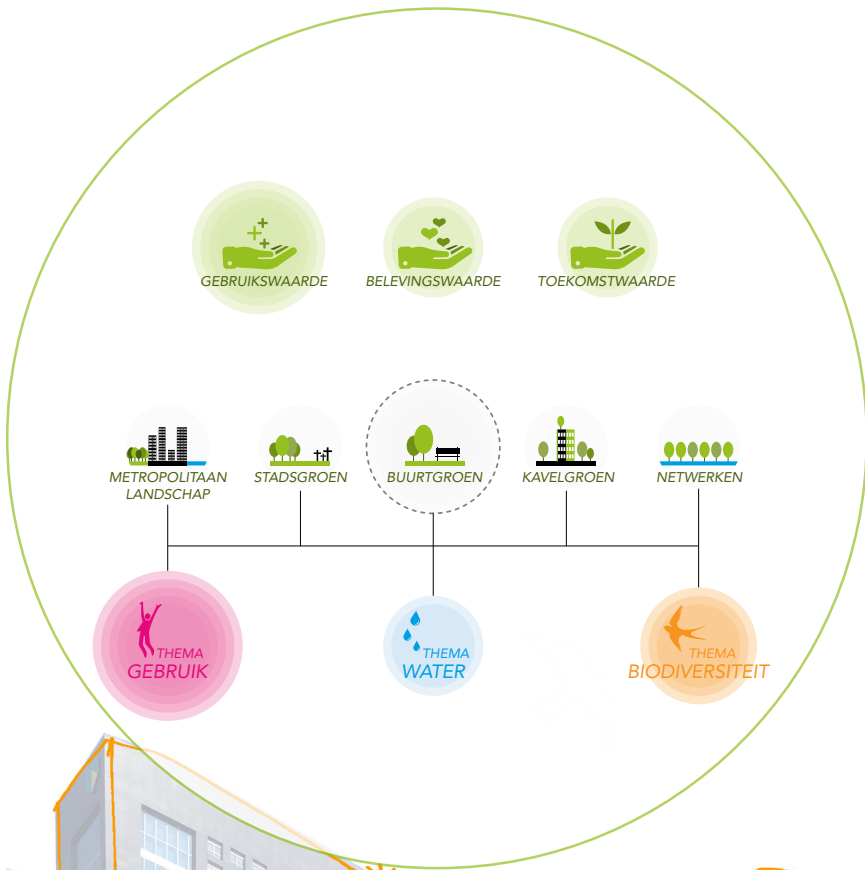 GEBRUIKSWAARDE
BELEVINGSWAARDE
TOEKOMSTWAARDE
METROPOLITAAN
LANDSCHAP
STADSGROEN
BUURTGROEN
KAVELGROEN
NETWERKEN
THEMA
GEBRUIK
THEMA
WATER
THEMA
BIODIVERSITEIT